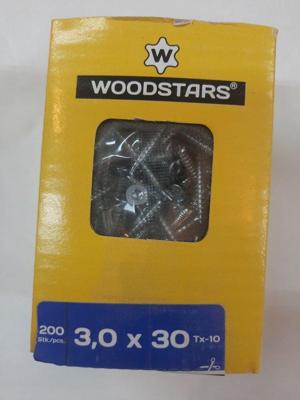 W
WOODSTARS®
200
Stk./pcs.
3,0 x 30 Tx-10